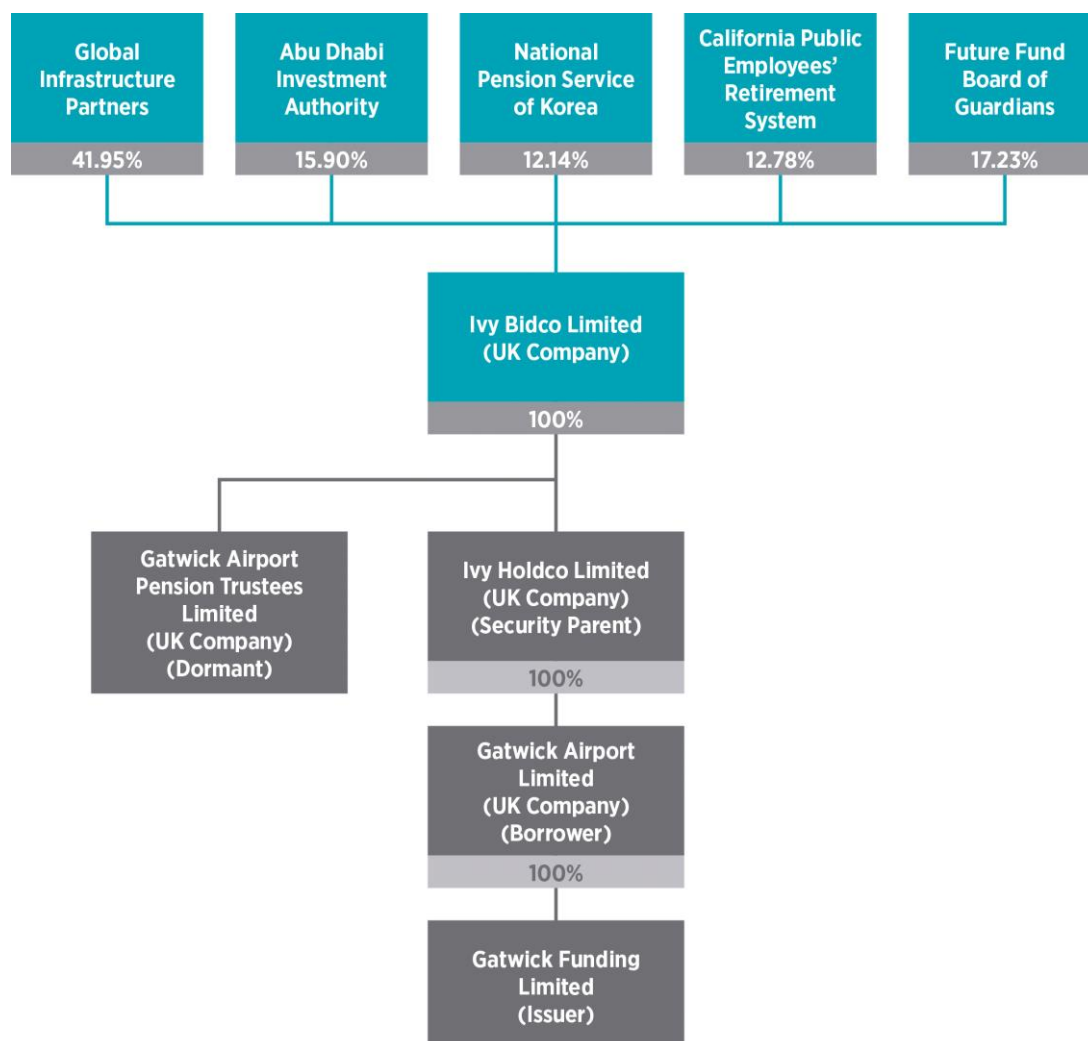 Global
Infrastructure
Partners
41.95%
Abu Dhabi
Investment
Authority
15.90%
National
Pension Service
of Korea
12.14%
California Public
Employees’
Retirement
System
12.78%
Future Fund
Board of
Guardians
17.23%
Ivy Bidco Limited
(UK Company)
100%
Gatwick Airport
Pension Trustees
Limited
(UK Company)
(Dormant)
Ivy Holdco Limited
(UK Company)
(Security Parent)
100%
Gatwick Airport
Limited
(UK Company)
(Borrower)
100%
Gatwick Funding
Limited
(Issuer)